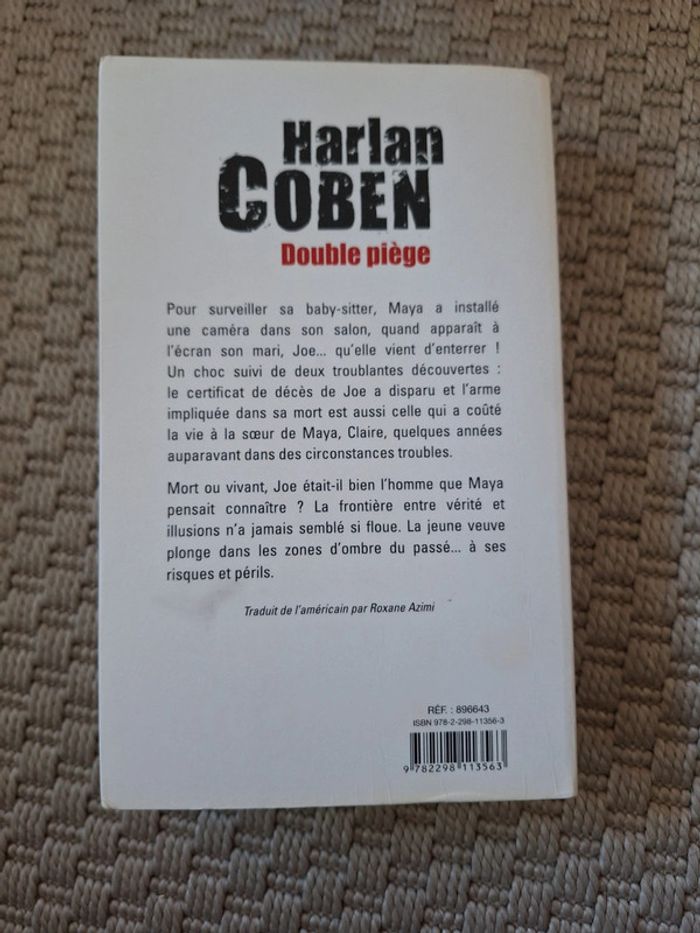 Harlan
COBEN
Double piège
Pour surveiller sa baby-sitter, Maya a installé
une caméra dans son salon, quand apparaît à
l'écran son mari, Joe... qu'elle vient d'enterrer !
Un choc suivi de deux troublantes découvertes :
le certificat de décès de Joe a disparu et l'arme
impliquée dans sa mort est aussi celle qui a coûté
la vie à la sœur de Maya, Claire, quelques années
auparavant dans des circonstances troubles.
Mort ou vivant, Joe était-il bien l'homme que Maya
pensait connaître ? La frontière entre vérité et
illusions n'a jamais semblé si floue. La jeune veuve
plonge dans les zones d'ombre du passé... à ses
risques et périls.
Traduit de l'américain par Roxane Azimi
RÉF. : 896643
ISBN 978-2-298-11356-3
9 782298 113563